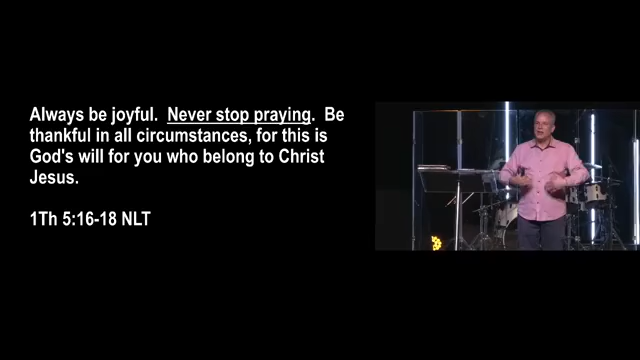 Always be joyful. Never stop praying. Be
thankful in all circumstances, for this is
God's will for you who belong to Christ
Jesus.
1Th 5:16-18 NLT